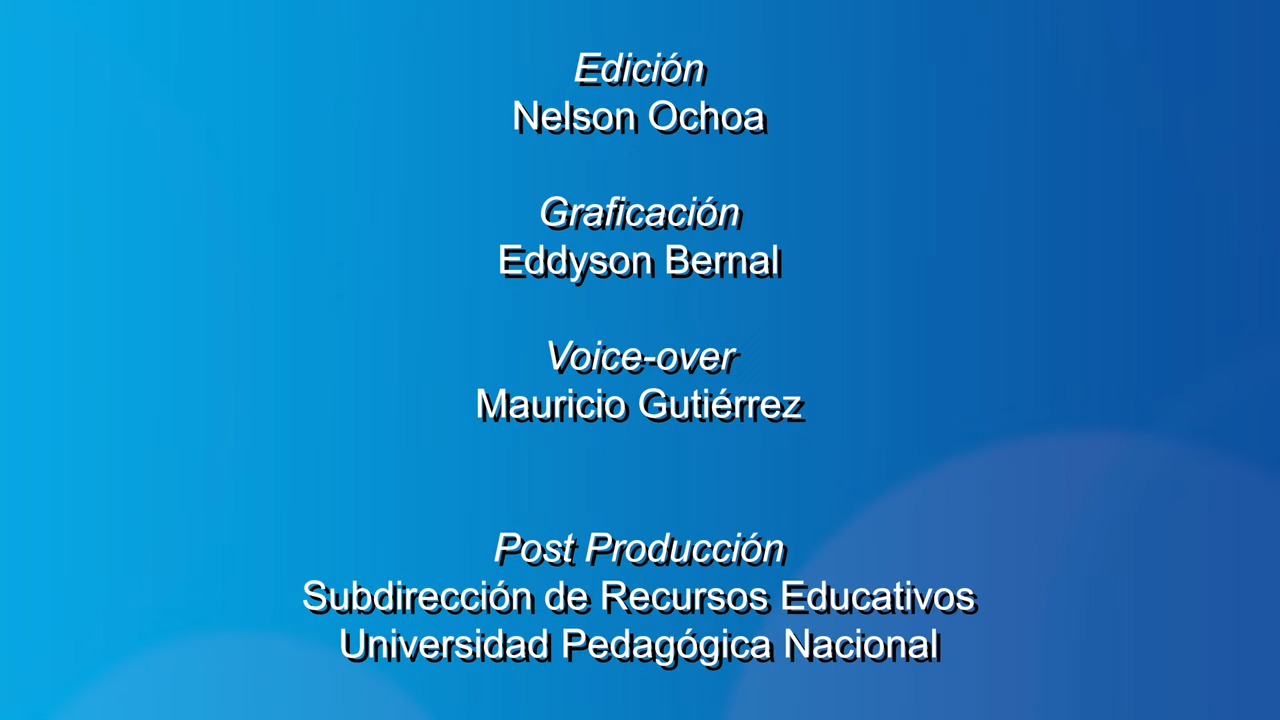 Edición
Nelson Ochoa
Graficación
Eddyson Bernal
Voice-over
Mauricio Gutiérrez
Post Producción
Subdirección de Recursos Educativos
Universidad Pedagógica Nacional